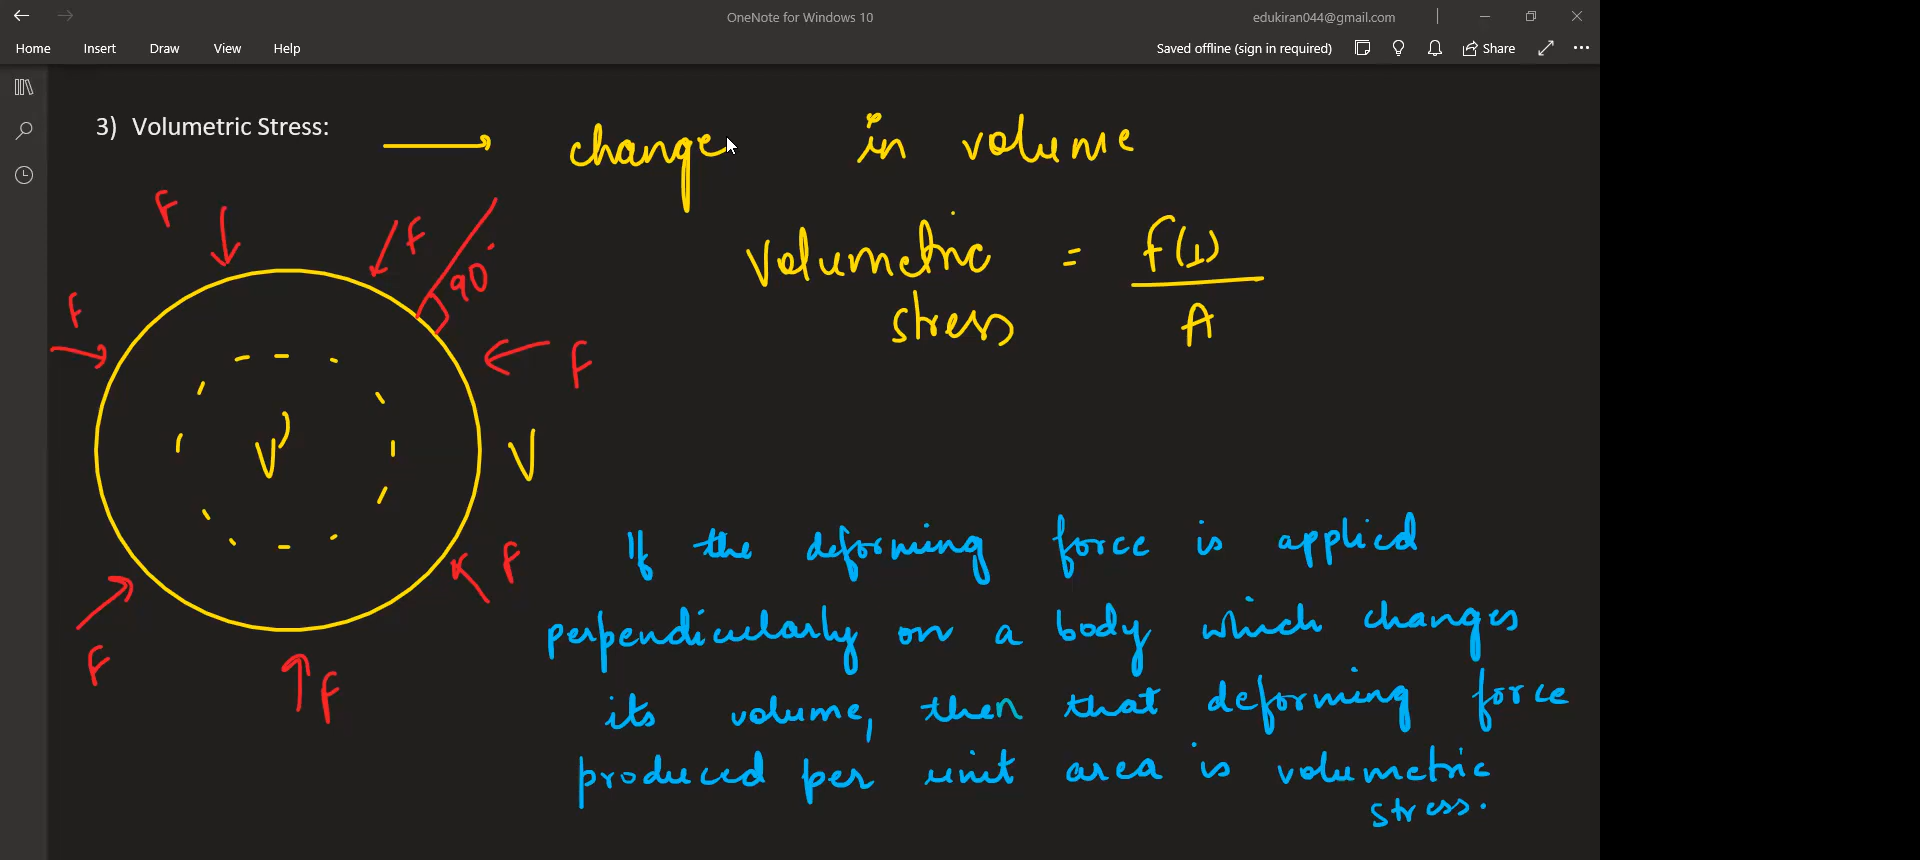 OneNote for Windows 10
edukiran044@gmail.com
Home Insert Draw View Help
Saved offline (sign in required) Share
3) Volumetric Stress: → change in volume
F F
90°
volumetric stress = F(⊥)/A
F
F
V'
V
F
F
F
If the deforming force is applied
perpendicularly on a body which changes
its volume, then that deforming force
produced per unit area is volumetric
stress.